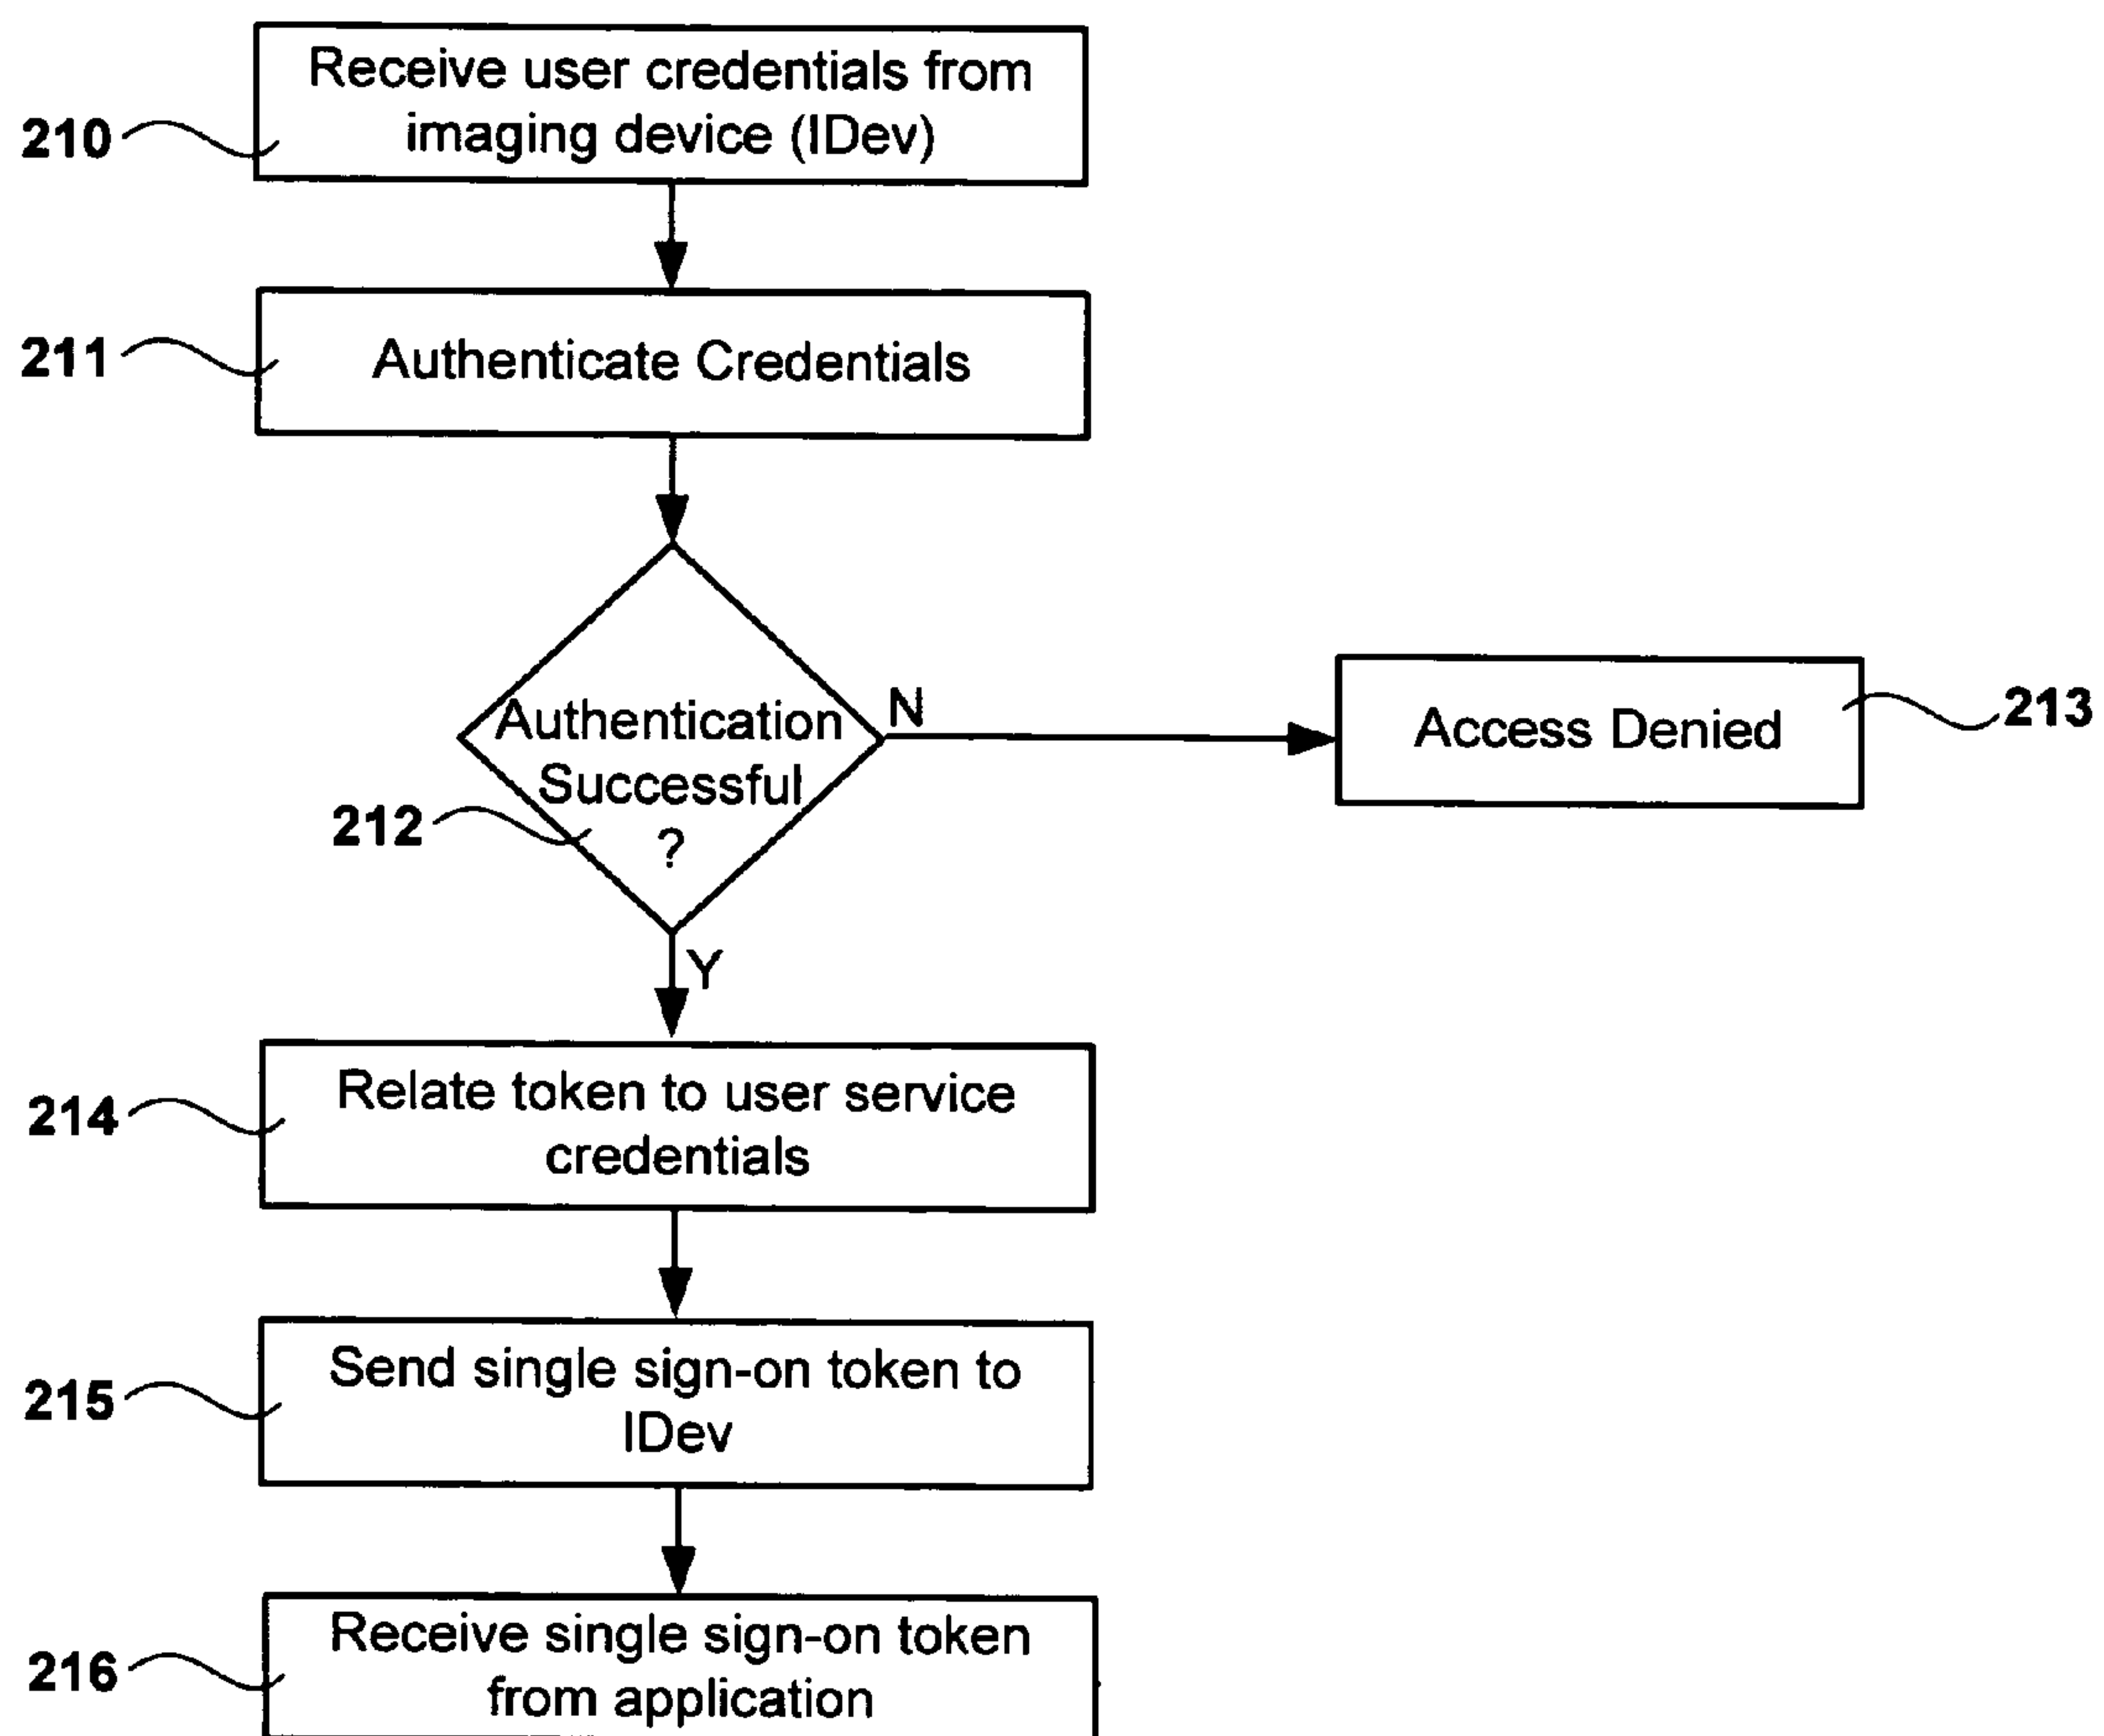 Receive user credentials from
imaging device (IDev)
210
211
Authenticate Credentials
Authentication
Successful
?
212
N
Access Denied
213
Y
214
Relate token to user service
credentials
215
Send single sign-on token to
IDev
216
Receive single sign-on token
from application